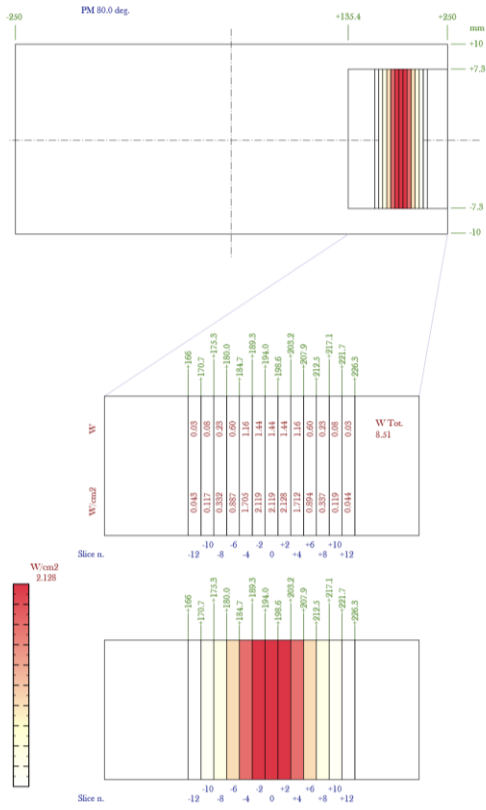 PM 80.0 deg.
-250 +135.4 +250
mm
+10
+7.3
-7.3
-10
+166 +170.7 +175.3 +180.0 +184.7 +189.3 +194.0 +198.6 +203.2 +207.9 +212.5 +217.1 +221.7 +226.3
W 0.03 0.08 0.23 0.60 1.16 1.44 1.44 1.44 1.16 0.60 0.23 0.08 0.03 W Tot.
8.51
W/cm2 0.043 0.117 0.332 0.887 1.705 2.119 2.119 2.128 1.712 0.894 0.337 0.119 0.044
-10 -6 -2 +2 +6 +10
Slice n. -12 -8 -4 0 +4 +8 +12
W/cm2
2.128
+166 +170.7 +175.3 +180.0 +184.7 +189.3 +194.0 +198.6 +203.2 +207.9 +212.5 +217.1 +221.7 +226.3
-10 -6 -2 +2 +6 +10
Slice n. -12 -8 -4 0 +4 +8 +12